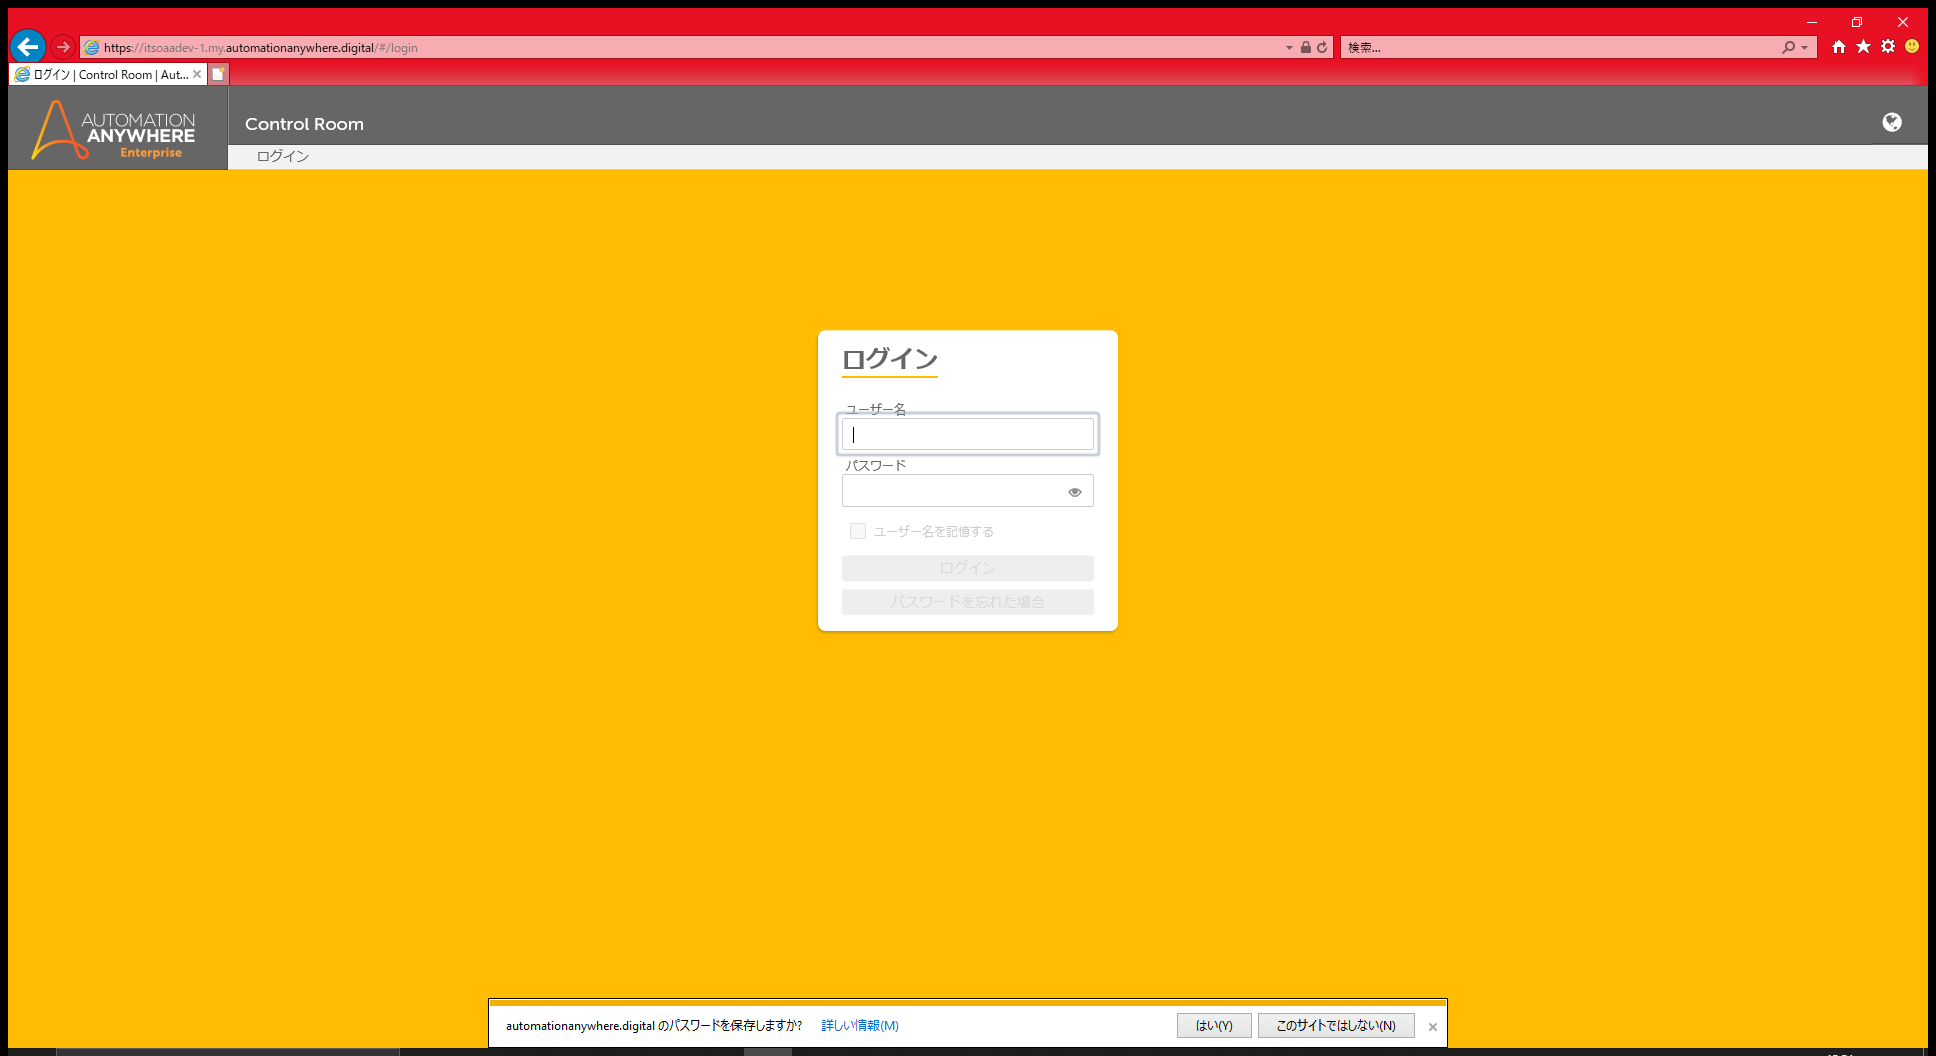 https://itsoaadev-1.my.automationanywhere.digital/#/login
検索...
ログイン | Control Room | Aut...
AUTOMATION
ANYWHERE
Enterprise
Control Room
ログイン
ログイン
ユーザー名
パスワード
ユーザー名を記憶する
ログイン
パスワードを忘れた場合
automationanywhere.digital のパスワードを保存しますか?
詳しい情報(M)
はい(Y)
このサイトではしない(N)